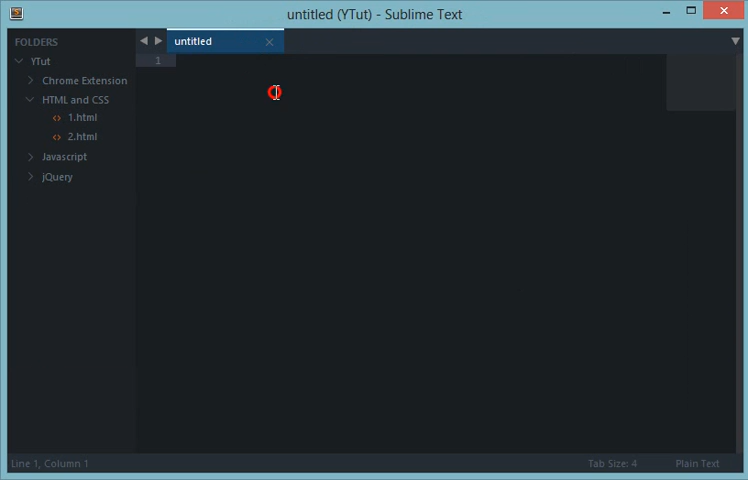 untitled (YTut) - Sublime Text
FOLDERS
untitled
YTut
1
Chrome Extension
HTML and CSS
1.html
2.html
Javascript
jQuery
Line 1, Column 1
Tab Size: 4
Plain Text